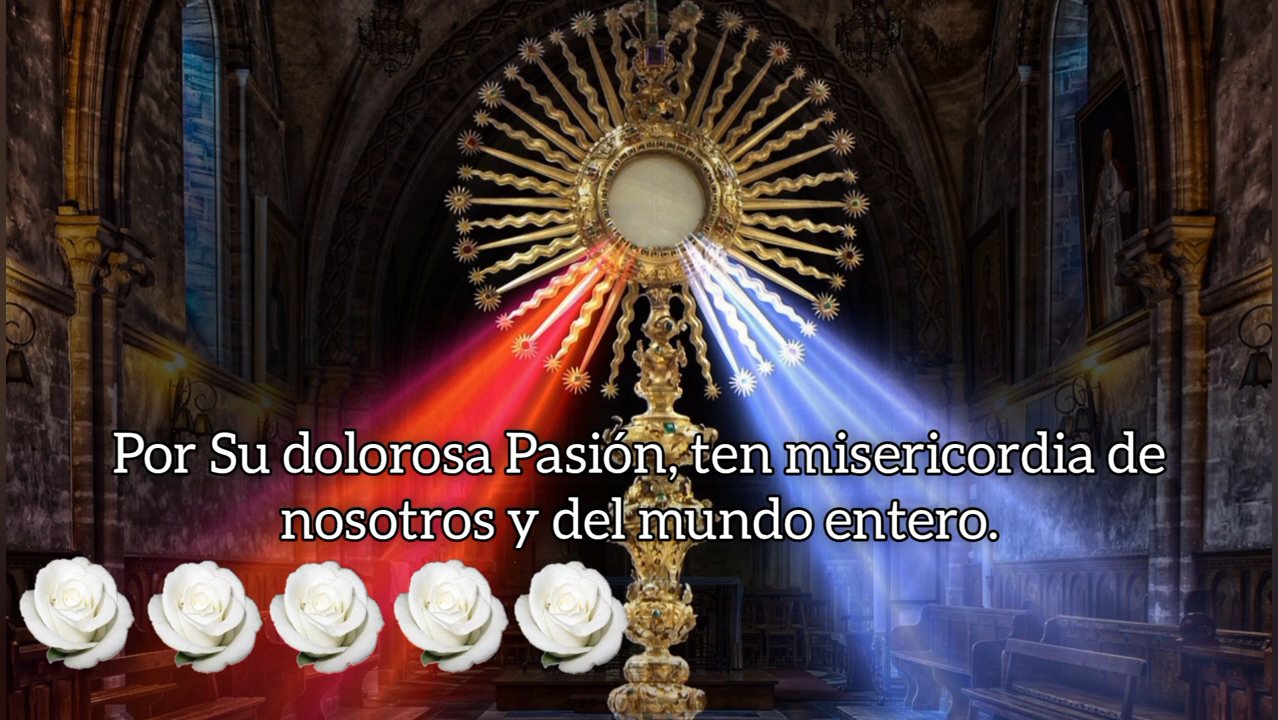 Por Su dolorosa Pasión, ten misericordia de
nosotros y del mundo entero.